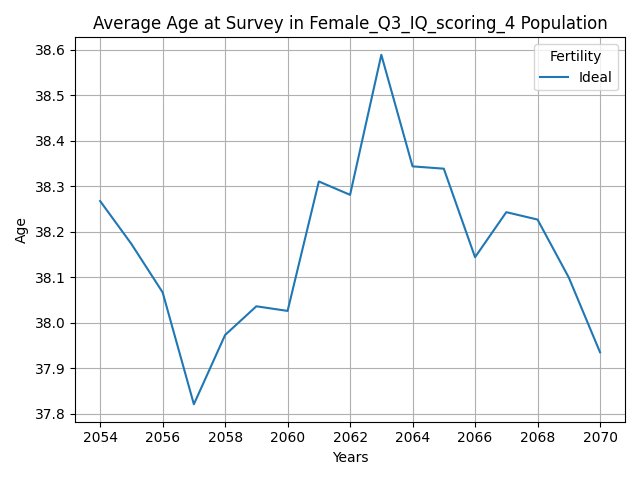 Average Age at Survey in Female_Q3_IQ_scoring_4 Population
Fertility
Ideal
38.6
38.5
38.4
38.3
38.2
38.1
38.0
37.9
37.8
Age
2054 2056 2058 2060 2062 2064 2066 2068 2070
Years